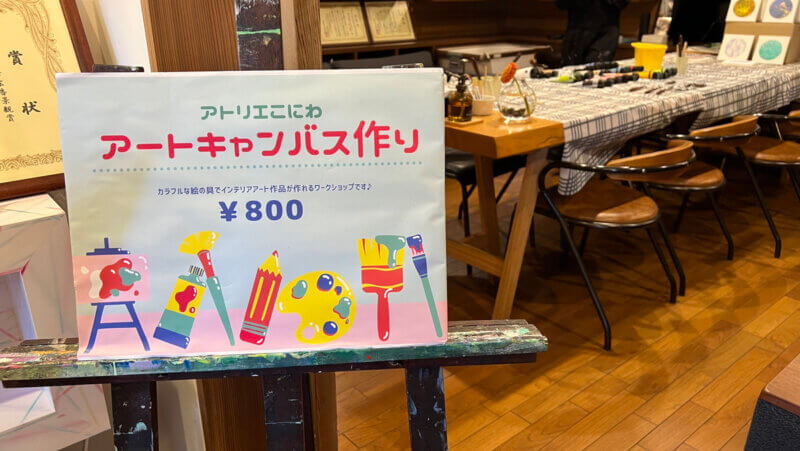 賞状
アトリエこにわ
アートキャンバス作り
カラフルな絵の具でインテリアアート作品が作れるワークショップです♪
￥800